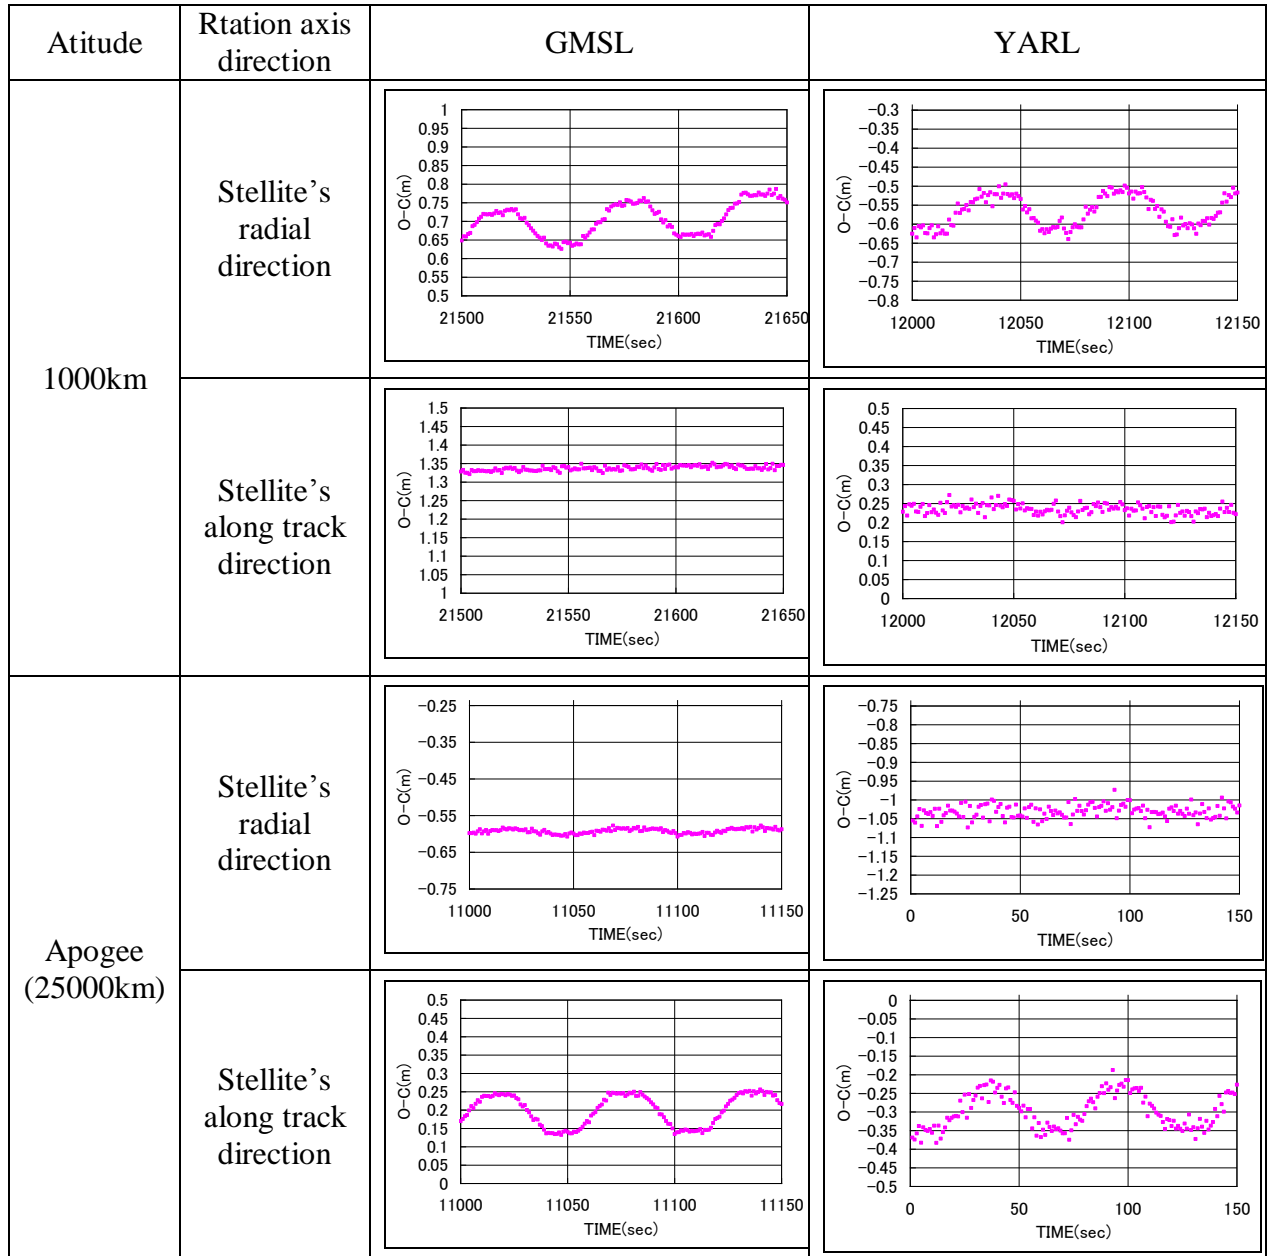 Atitude
Rtation axis
direction
GMSL
YARL
1000km
Stellite's
radial
direction
1
0.95
0.9
0.85
0.8
0.75
0.7
0.65
0.6
0.55
0.5
O-C(m)
21500 21550 21600 21650
TIME(sec)
-0.3
-0.35
-0.4
-0.45
-0.5
-0.55
-0.6
-0.65
-0.7
-0.75
-0.8
O-C(m)
12000 12050 12100 12150
TIME(sec)
Stellite's
along track
direction
1.5
1.45
1.4
1.35
1.3
1.25
1.2
1.15
1.1
1.05
1
O-C(m)
21500 21550 21600 21650
TIME(sec)
0.5
0.45
0.4
0.35
0.3
0.25
0.2
0.15
0.1
0.05
0
O-C(m)
12000 12050 12100 12150
TIME(sec)
Apogee
(25000km)
Stellite's
radial
direction
-0.25
-0.35
-0.45
-0.55
-0.65
-0.75
O-C(m)
11000 11050 11100 11150
TIME(sec)
-0.75
-0.8
-0.85
-0.9
-0.95
-1
-1.05
-1.1
-1.15
-1.2
-1.25
O-C(m)
0 50 100 150
TIME(sec)
Stellite's
along track
direction
0.5
0.45
0.4
0.35
0.3
0.25
0.2
0.15
0.1
0.05
0
O-C(m)
11000 11050 11100 11150
TIME(sec)
0
-0.05
-0.1
-0.15
-0.2
-0.25
-0.3
-0.35
-0.4
-0.45
-0.5
O-C(m)
0 50 100 150
TIME(sec)